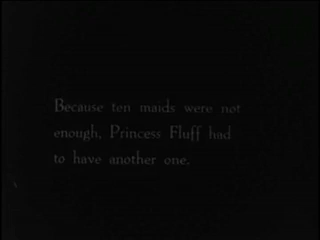 Because ten maids were not
enough, Princess Fluff had
to have another one.